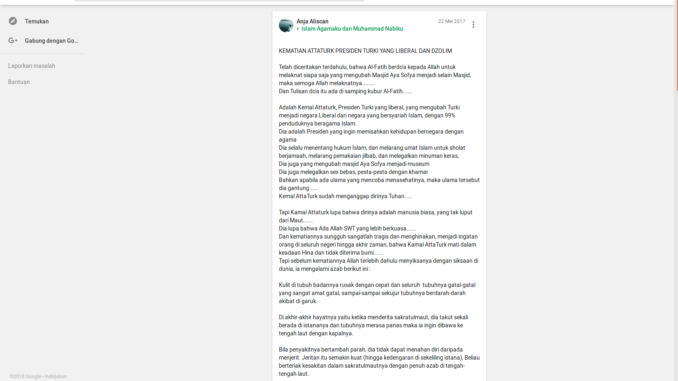 Temukan
Gabung dengan Go...
Laporkan masalah
Bantuan
Anja Aliscan
22 Mei 2017
▸ Islam Agamaku dan Muhammad Nabiku
KEMATIAN ATTATURK PRESIDEN TURKI YANG LIBERAL DAN DZOLIM
Telah diceritakan terdahulu, bahwa Al-Fatih berdo'a kepada Allah untuk
melaknat siapa saja yang mengubah Masjid Aya Sofya menjadi selain Masjid,
maka semoga Allah melaknatnya.........
Dan Tulisan do'a itu ada di samping kubur Al-Fatih......
Adalah Kemal Attaturk, Presiden Turki yang liberal, yang mengubah Turki
menjadi negara Liberal dari negara yang bersyariah Islam, dengan 99%
penduduknya beragama Islam.
Dia adalah Presiden yang ingin memisahkan kehidupan bernegara dengan
agama
Dia selalu menentang hukum Islam, dan melarang umat Islam untuk sholat
berjamaah, melarang pemakaian jilbab, dan melegalkan minuman keras,
Dia juga yang mengubah masjid Aya Sofya menjadi museum
Dia juga melegalkan sex bebas, pesta-pesta dengan khamar
Bahkan apabila ada ulama yang mencoba menasehatinya, maka ulama tersebut
dia gantung.....
Kemal AttaTurk sudah menganggap dirinya Tuhan.....
Tapi Kamal Attaturk lupa bahwa dirinya adalah manusia biasa, yang tak luput
dari Maut......
Dia lupa bahwa Ada Allah SWT yang lebih berkuasa......
Dan kematiannya sungguh sangatlah tragis dan menghinakan, menjadi ingatan
orang di seluruh negeri hingga akhir zaman, bahwa Kamal AttaTurk mati dalam
keadaan Hina dan tidak diterima bumi......
Tapi sebelum kematiannya Allah terlebih dahulu menyiksanya dengan siksaan di
dunia, ia mengalami azab berikut ini :
Kulit di tubuh badannya rusak dengan cepat dan seluruh tubuhnya gatal-gatal
yang sangat amat gatal, sampai-sampai sekujur tubuhnya berdarah-darah
akibat di garuk.
Di akhir-akhir hayatnya yaitu ketika menderita sakratulmaut, dia takut sekali
berada di istananya dan tubuhnya merasa panas maka ia ingin dibawa ke
tengah laut dengan kapalnya.
Bila penyakitnya bertambah parah, dia tidak dapat menahan diri daripada
menjerit. Jeritan itu semakin kuat (hingga kedengaran di sekeliling istana), Beliau
berteriak kesakitan dalam sakratulmautnya dengan penuh azab di tengah-
tengah laut.
©2018 Google - Kebijakan